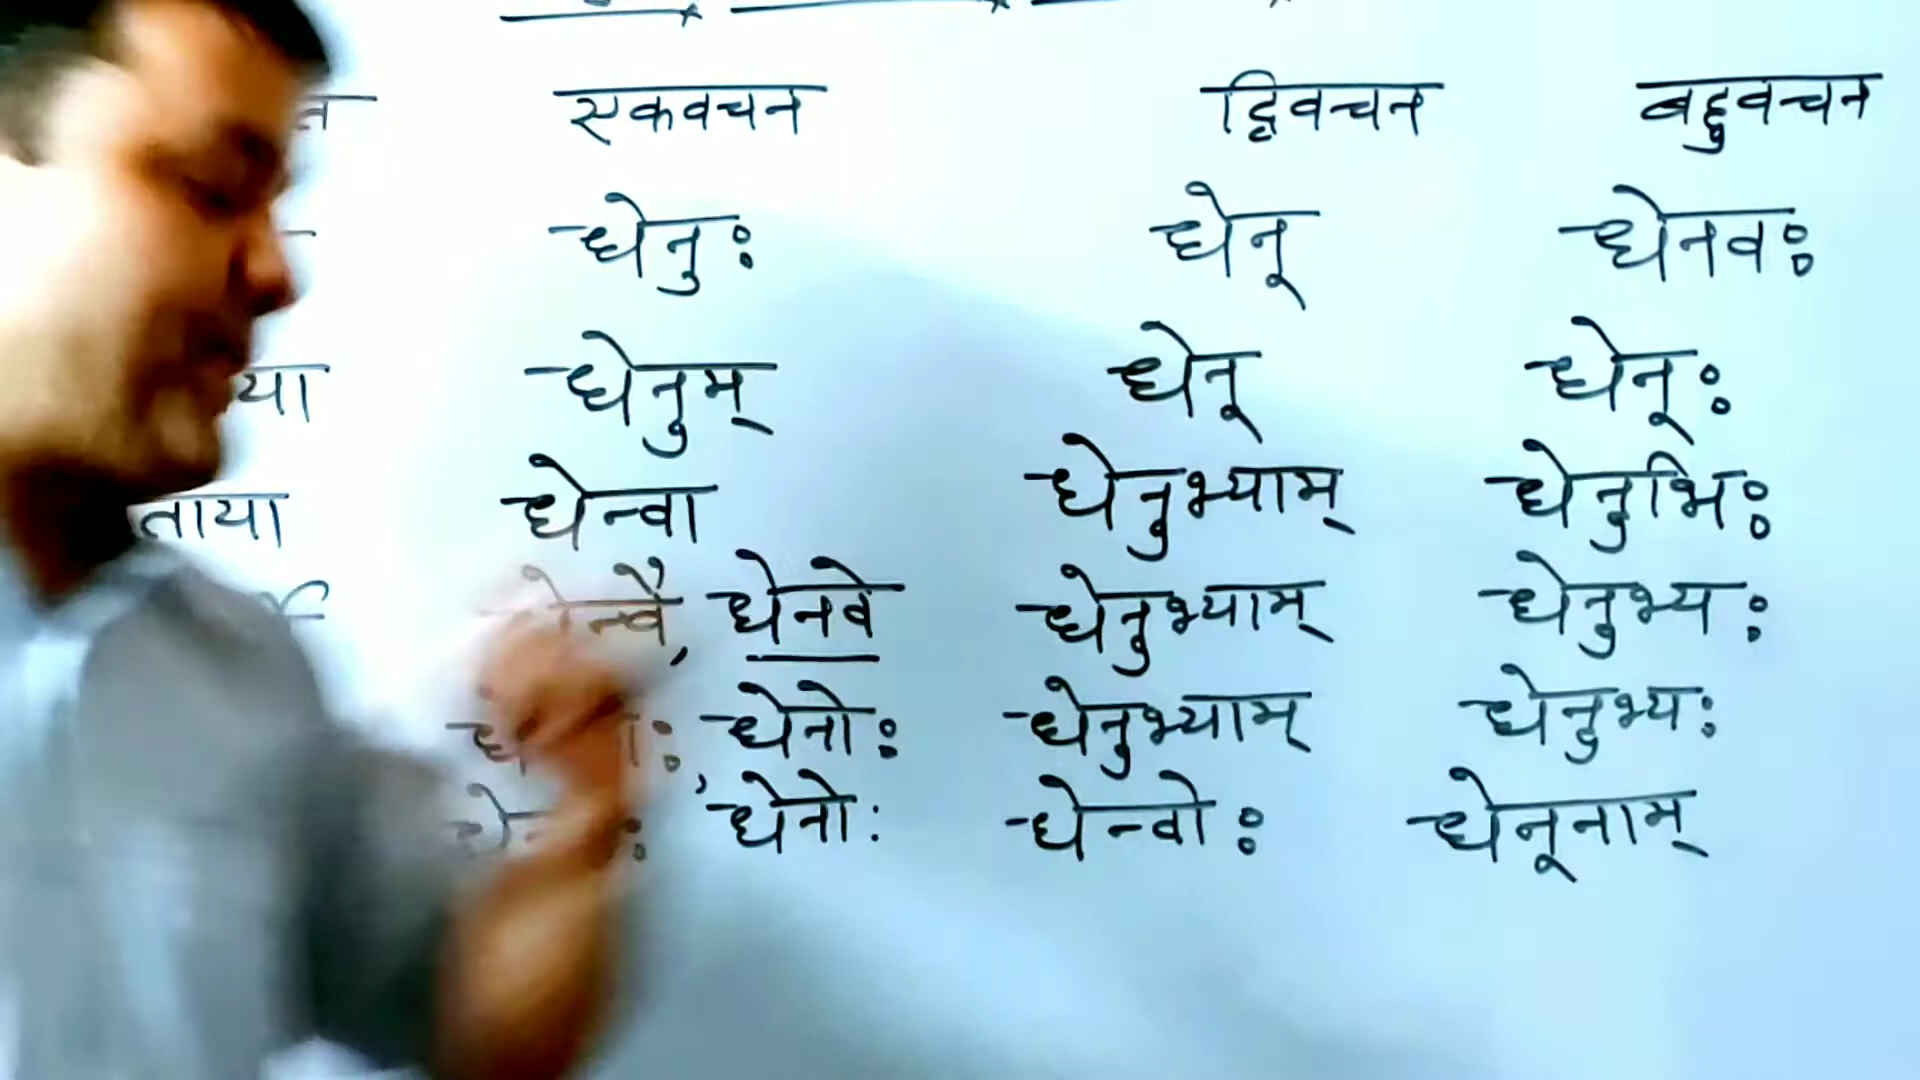 एकवचन द्विवचन बहुवचन
धेनुः धेनू धेनवः
धेनुम् धेनू धेनूः
धेन्वा धेनुभ्याम् धेनुभिः
धेनवे धेनुभ्याम् धेनुभ्यः
धेनोः धेनुभ्याम् धेनुभ्यः
धेनोः धेन्वोः धेनूनाम्